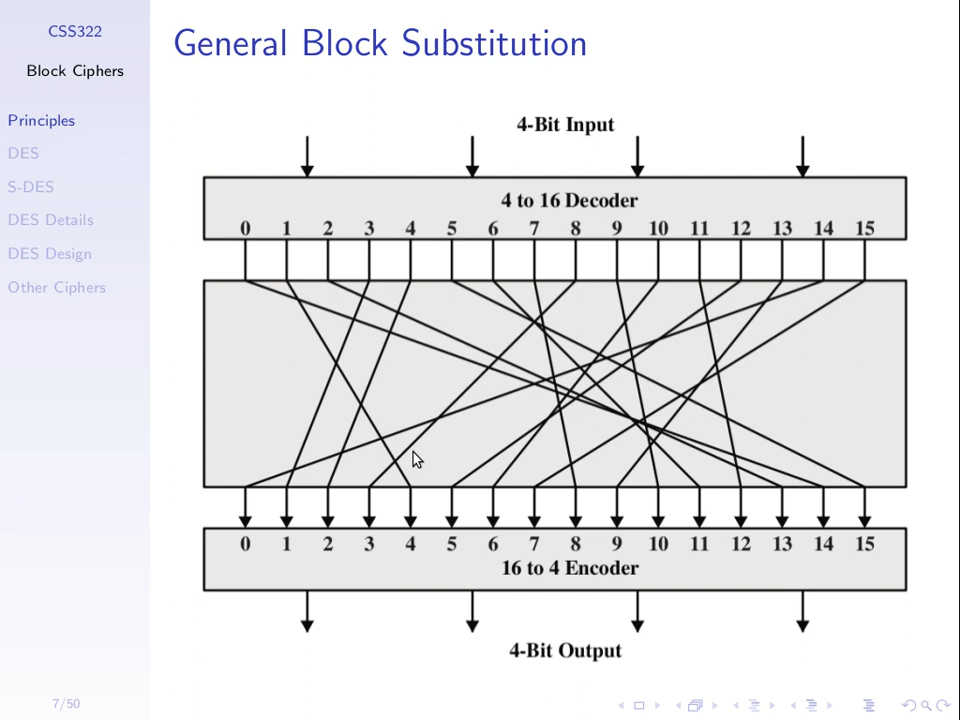 CSS322
Block Ciphers
Principles
DES
S-DES
DES Details
DES Design
Other Ciphers
General Block Substitution
4-Bit Input
4 to 16 Decoder
0 1 2 3 4 5 6 7 8 9 10 11 12 13 14 15
0 1 2 3 4 5 6 7 8 9 10 11 12 13 14 15
16 to 4 Encoder
4-Bit Output
7/50